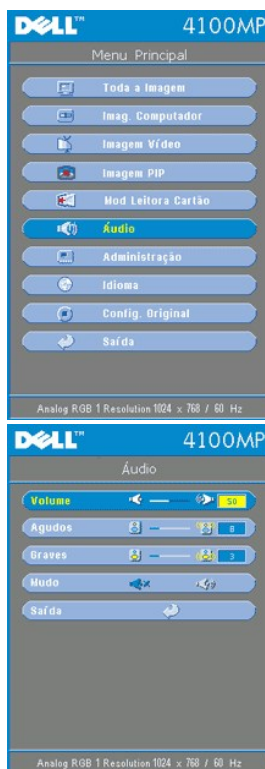 DELL™ 4100MP
Menu Principal
Toda a Imagem
Imag. Computador
Imagem Vídeo
Imagem PIP
Mod Leitora Cartão
Áudio
Administração
Idioma
Config. Original
Saída
Analog RGB 1 Resolution 1024 x 768 / 60 Hz
DELL™ 4100MP
Áudio
Volume 50
Agudos 8
Graves 3
Mudo
Saída
Analog RGB 1 Resolution 1024 x 768 / 60 Hz